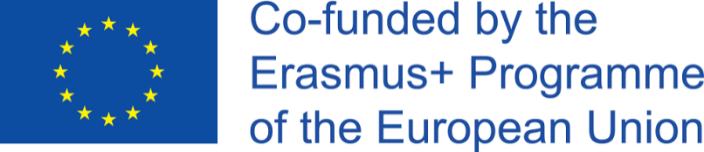 Co-funded by the
Erasmus+ Programme
of the European Union